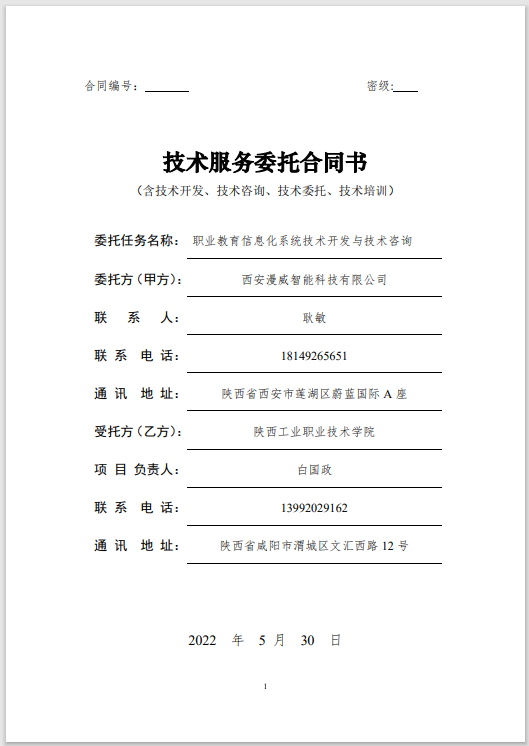 合同编号： 密级:
技术服务委托合同书
（含技术开发、技术咨询、技术委托、技术培训）
委托任务名称： 职业教育信息化系统技术开发与技术咨询
委托方（甲方）： 西安漫威智能科技有限公司
联 系 人： 耿敏
联 系 电 话： 18149265651
通 讯 地 址： 陕西省西安市莲湖区蔚蓝国际 A 座
受托方（乙方）： 陕西工业职业技术学院
项 目 负责人： 白国政
联 系 电 话： 13992029162
通 讯 地 址： 陕西省咸阳市渭城区文汇西路 12 号
2022 年 5 月 30 日
1